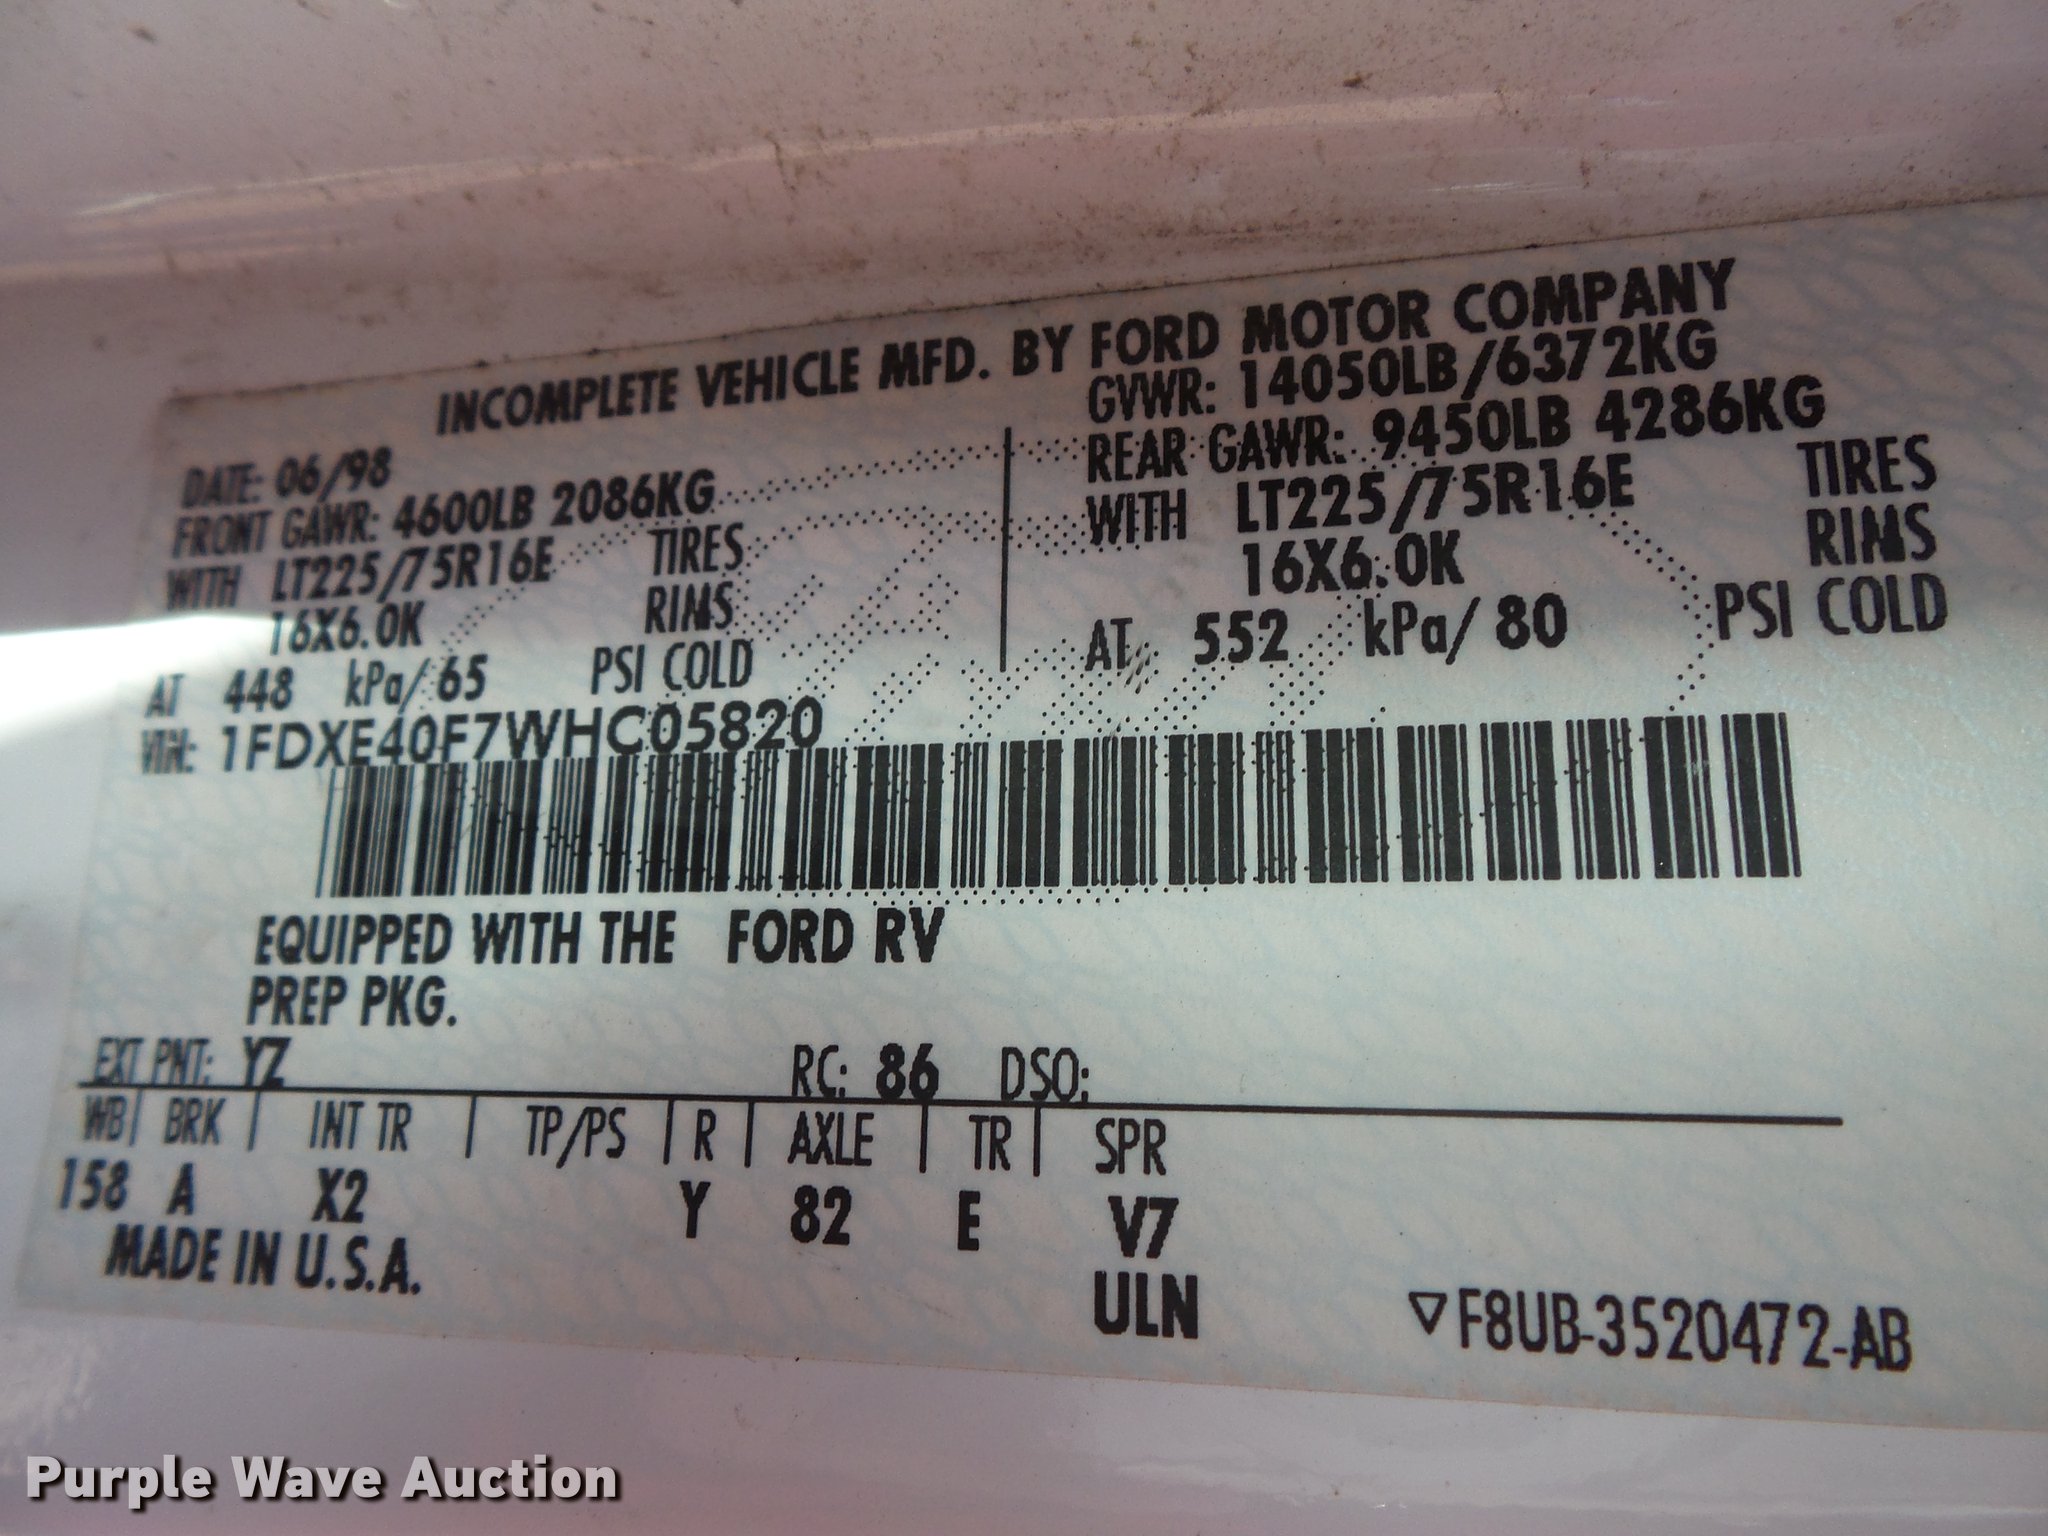 INCOMPLETE VEHICLE MFD. BY FORD MOTOR COMPANY
DATE: 06/98
FRONT GAWR: 4600LB 2086KG
WITH LT225/75R16E TIRES
16X6.0K RIMS
AT 448 kPa/ 65 PSI COLD
GVWR: 14050LB/6372KG
REAR GAWR: 9450LB 4286KG
WITH LT225/75R16E TIRES
16X6.0K RIMS
AT 552 kPa/ 80 PSI COLD
VIN: 1FDXE40F7WHC05820
EQUIPPED WITH THE FORD RV
PREP PKG.
EXT PNT: YZ RC: 86 DSO:
WB| BRK | INT TR | TP/PS | R | AXLE | TR | SPR
158 A X2 Y 82 E V7
MADE IN U.S.A. ULN
▽F8UB-3520472-AB
Purple Wave Auction